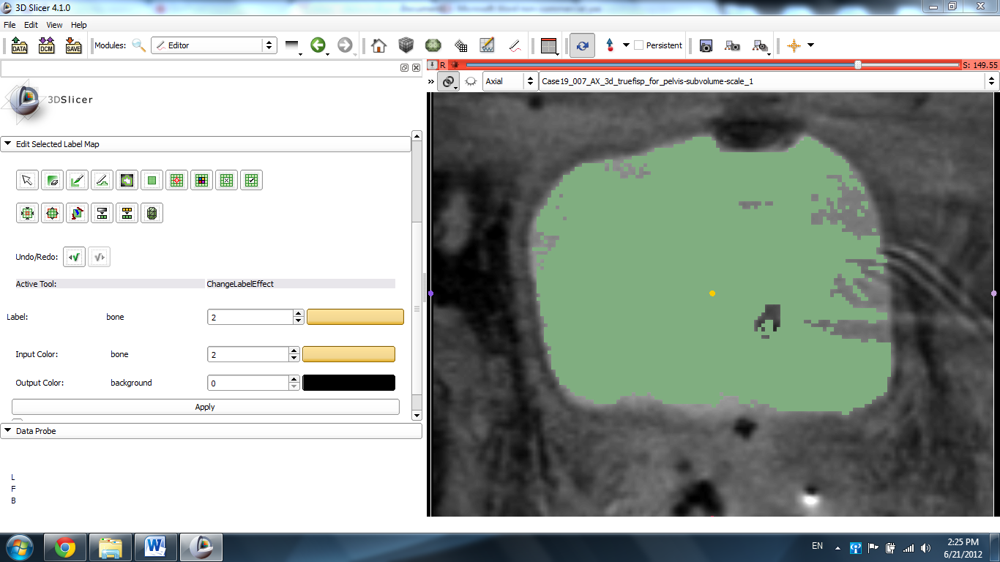 3D Slicer 4.1.0
File Edit View Help
DATA DCM SAVE Modules: Editor Persistent
R S: 149.55
» Axial Case19_007_AX_3d_truefisp_for_pelvis-subvolume-scale_1
3DSlicer
Edit Selected Label Map
Undo/Redo:
Active Tool: ChangeLabelEffect
Label: bone 2
Input Color: bone 2
Output Color: background 0
Apply
Data Probe
L
F
B
EN
2:25 PM
6/21/2012